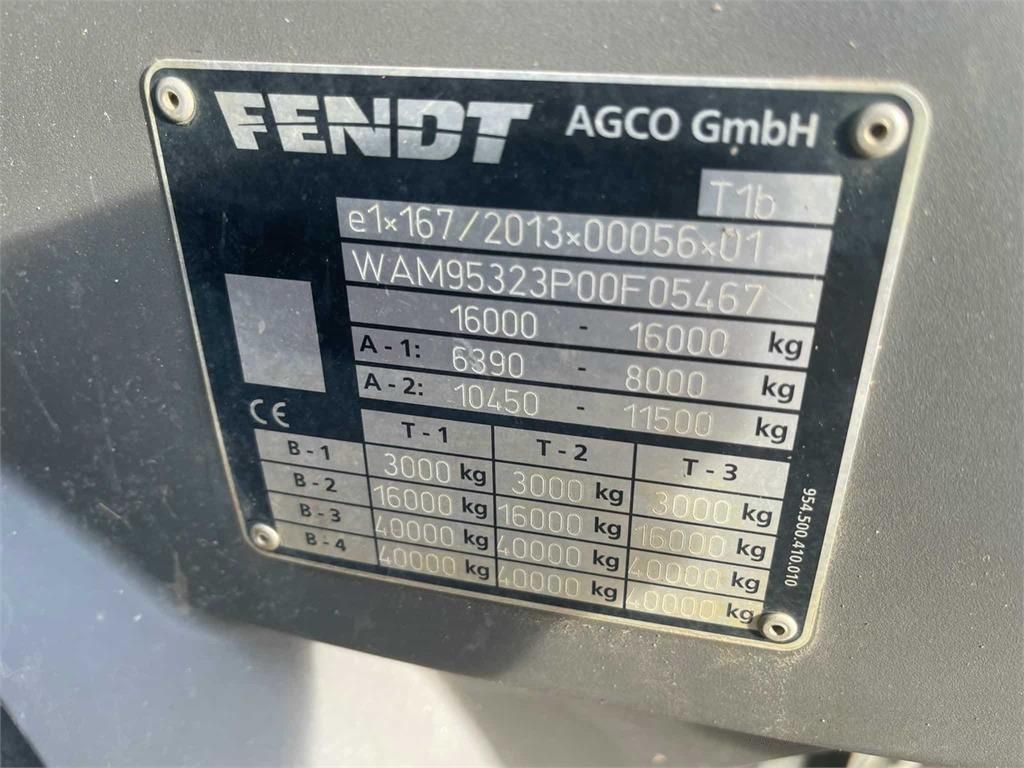 FENDT AGCO GmbH
T1b
e1×167/2013×00056×01
WAM95323P00F05467
16000 - 16000 kg
A - 1: 6390 - 8000 kg
A - 2: 10450 - 11500 kg
CE
T - 1 T - 2 T - 3
B - 1 3000 kg 3000 kg 3000 kg
B - 2 16000 kg 16000 kg 16000 kg
B - 3 40000 kg 40000 kg 40000 kg
B - 4 40000 kg 40000 kg 40000 kg
954.500.410.010